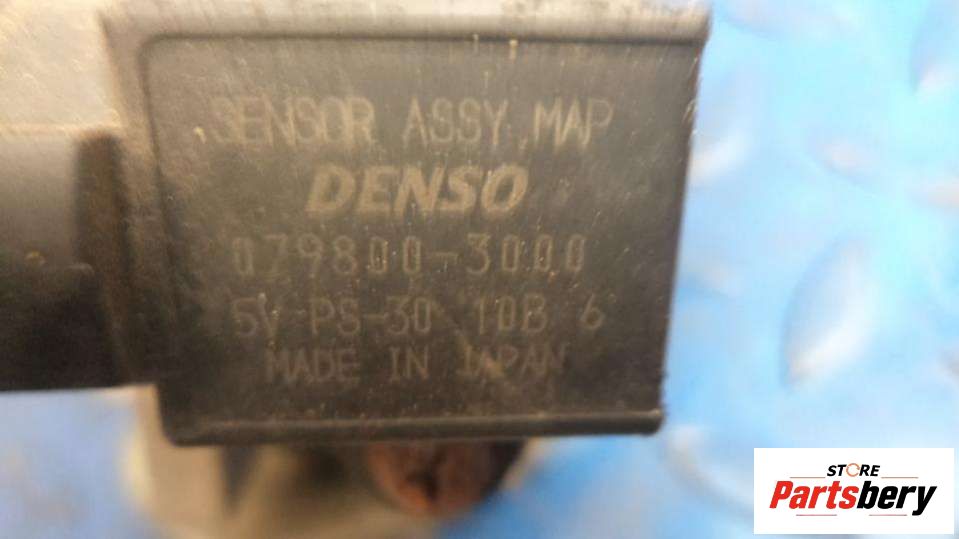 SENSOR ASSY, MAP
DENSO
079800-3000
5V PS-30 10B 6
MADE IN JAPAN
STORE
Partsbery